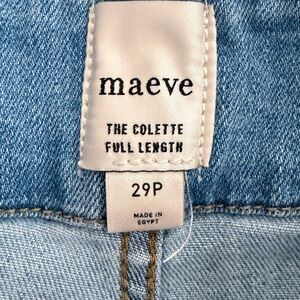 maeve
THE COLETTE
FULL LENGTH
29P
MADE IN
EGYPT